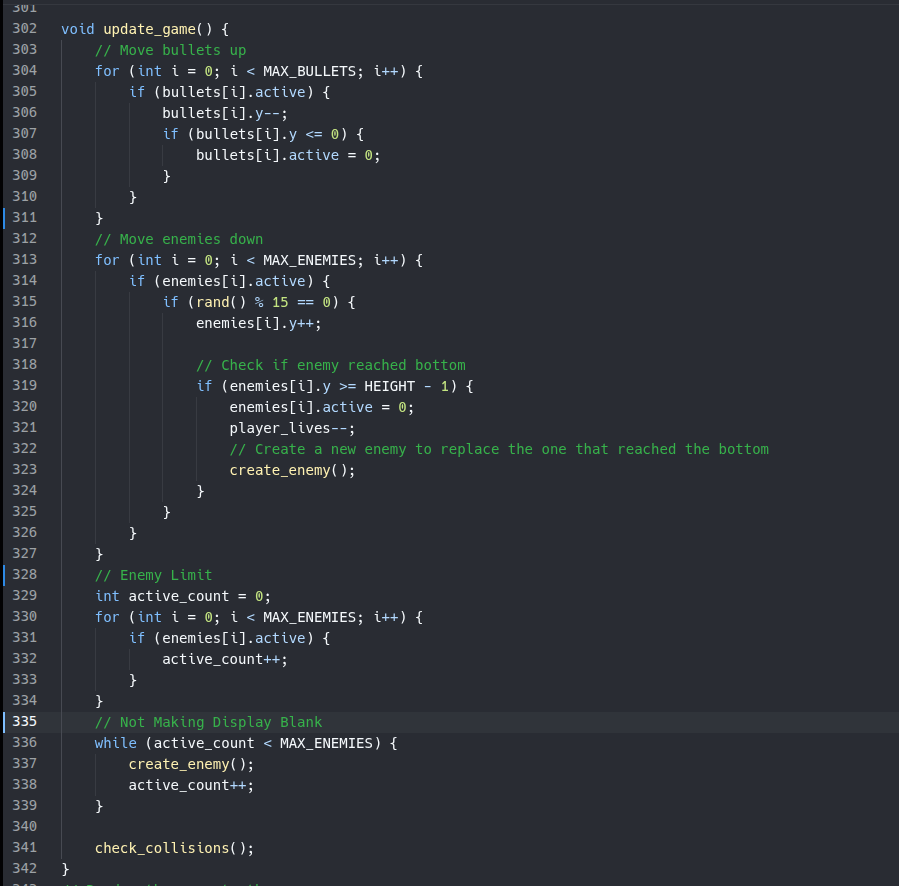 301
302 void update_game() {
303     // Move bullets up
304     for (int i = 0; i < MAX_BULLETS; i++) {
305         if (bullets[i].active) {
306             bullets[i].y--;
307             if (bullets[i].y <= 0) {
308                 bullets[i].active = 0;
309             }
310         }
311     }
312     // Move enemies down
313     for (int i = 0; i < MAX_ENEMIES; i++) {
314         if (enemies[i].active) {
315             if (rand() % 15 == 0) {
316                 enemies[i].y++;
317
318                 // Check if enemy reached bottom
319                 if (enemies[i].y >= HEIGHT - 1) {
320                     enemies[i].active = 0;
321                     player_lives--;
322                     // Create a new enemy to replace the one that reached the bottom
323                     create_enemy();
324                 }
325             }
326         }
327     }
328     // Enemy Limit
329     int active_count = 0;
330     for (int i = 0; i < MAX_ENEMIES; i++) {
331         if (enemies[i].active) {
332             active_count++;
333         }
334     }
335     // Not Making Display Blank
336     while (active_count < MAX_ENEMIES) {
337         create_enemy();
338         active_count++;
339     }
340
341     check_collisions();
342 }